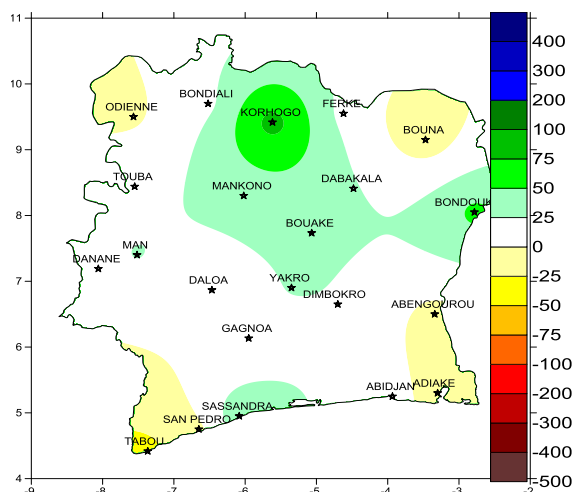 11
10
9
8
7
6
5
4
-9
-8
-7
-6
-5
-4
-3
-2
BONDIALI
FERKE
ODIENNE
KORHOGO
BOUNA
TOUBA
DABAKALA
MANKONO
BONDOUK
BOUAKE
MAN
DANANE
DALOA
YAKRO
DIMBOKRO
ABENGOUROU
GAGNOA
ABIDJAN
ADIAKE
SASSANDRA
SAN PEDRO
TABOU
400
300
200
100
75
50
25
0
-25
-50
-75
-100
-200
-300
-500